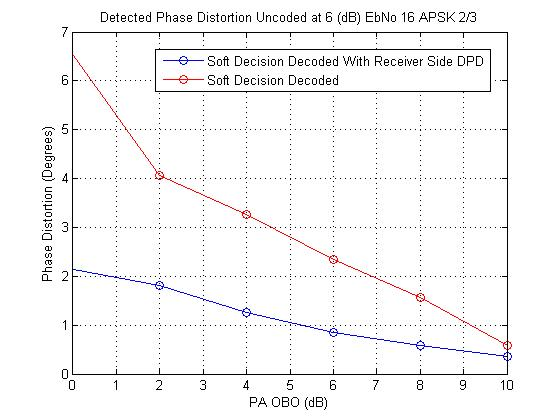 Detected Phase Distortion Uncoded at 6 (dB) EbNo 16 APSK 2/3
Soft Decision Decoded With Receiver Side DPD
Soft Decision Decoded
Phase Distortion (Degrees)
7
6
5
4
3
2
1
0
0 1 2 3 4 5 6 7 8 9 10
PA OBO (dB)